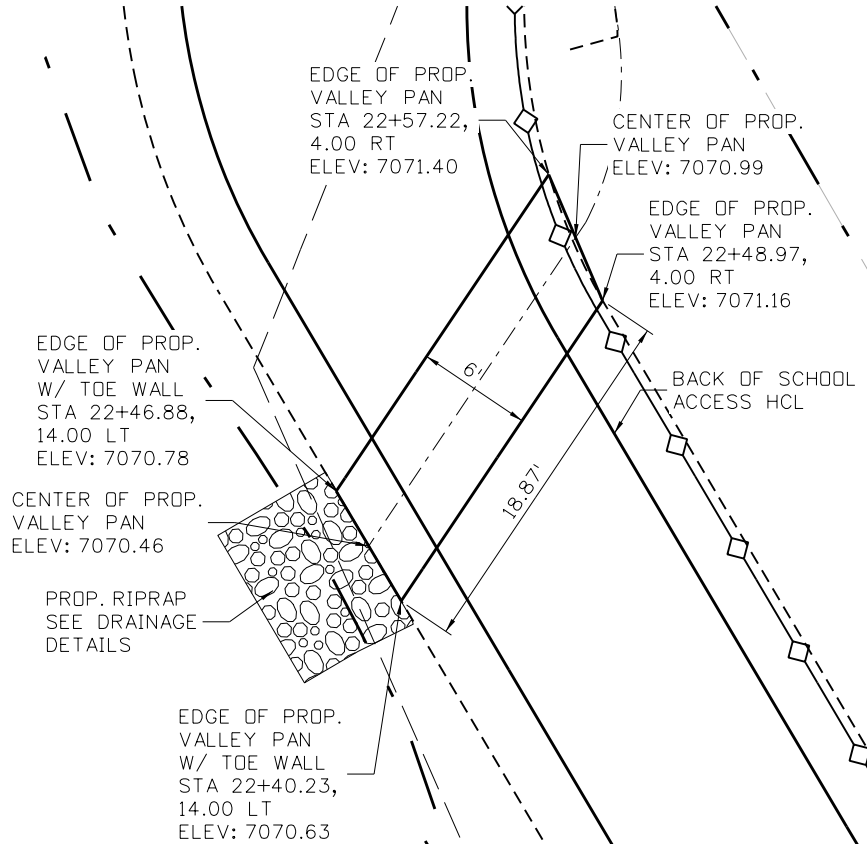 EDGE OF PROP.
VALLEY PAN
STA 22+57.22,
4.00 RT
ELEV: 7071.40
CENTER OF PROP.
VALLEY PAN
ELEV: 7070.99
EDGE OF PROP.
VALLEY PAN
STA 22+48.97,
4.00 RT
ELEV: 7071.16
EDGE OF PROP.
VALLEY PAN
W/ TOE WALL
STA 22+46.88,
14.00 LT
ELEV: 7070.78
6'
BACK OF SCHOOL
ACCESS HCL
18.87'
CENTER OF PROP.
VALLEY PAN
ELEV: 7070.46
PROP. RIPRAP
SEE DRAINAGE
DETAILS
EDGE OF PROP.
VALLEY PAN
W/ TOE WALL
STA 22+40.23,
14.00 LT
ELEV: 7070.63